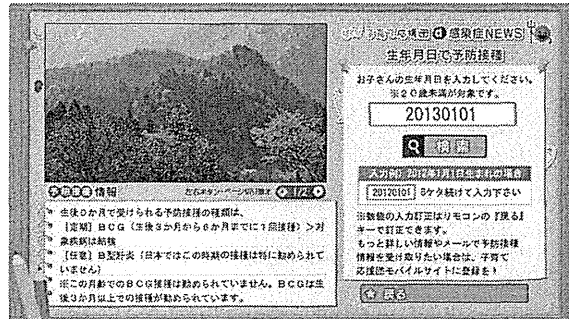 感染症NEWS
生年月日で予防接種
お子さんの生年月日を入力してください。
※20歳未満が対象です。
20130101
検索
入力例) 2012年1月1日生まれの場合
20120101 8ケタ続けて入力下さい
※数値の入力訂正はリモコンの『戻る』
キーで訂正できます。
もっと詳しい情報やメールで予防接種
情報を受け取りたい場合は、子育て
応援団モバイルサイトに登録を!
戻る
予防接種情報
左右ボタン・ページ切り替え 1/2
生後0か月で受けられる予防接種の種類は、
[定期] BCG(生後3か月から6か月までに1回接種)>対
象疾病は結核
[任意] B型肝炎(日本ではこの時期の接種は特に勧められて
いません)
※この月齢でのBCG接種は勧められていません。BCGは生
後3か月以上での接種が勧められています。